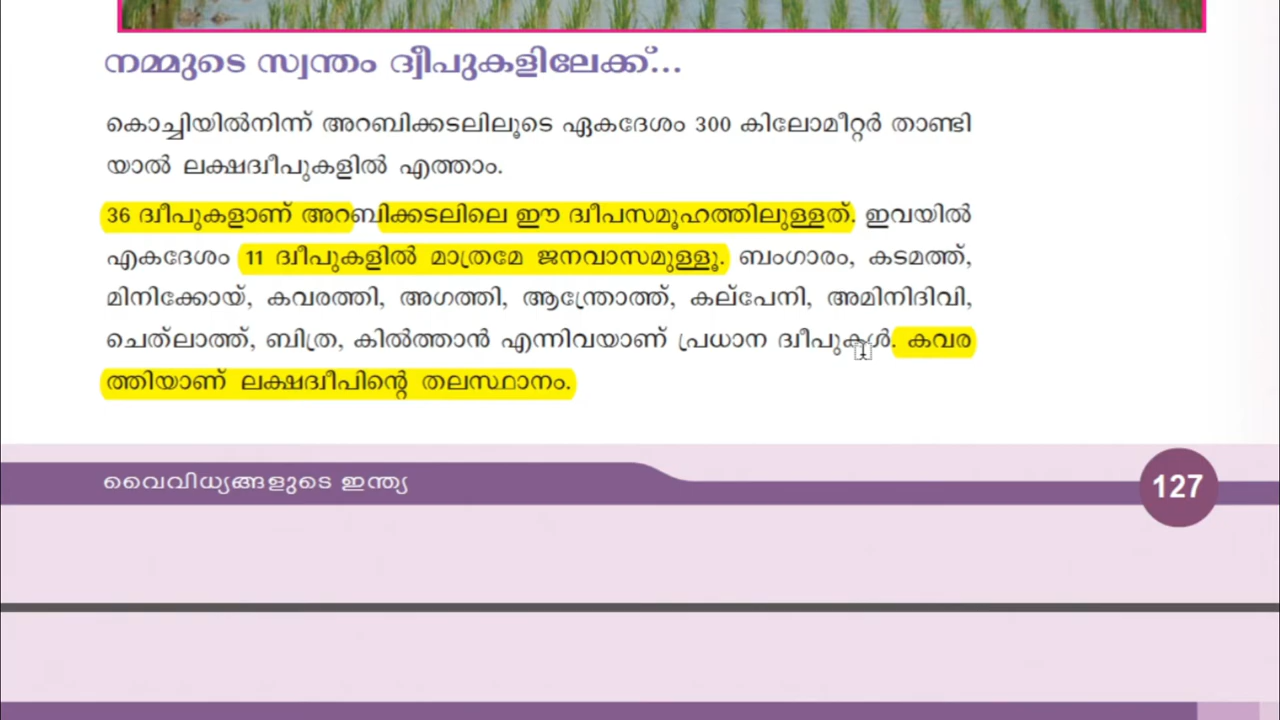 നമ്മുടെ സ്വന്തം ദ്വീപുകളിലേക്ക്...
കൊച്ചിയിൽനിന്ന് അറബിക്കടലിലൂടെ ഏകദേശം 300 കിലോമീറ്റർ താണ്ടി
യാൽ ലക്ഷദ്വീപുകളിൽ എത്താം.
36 ദ്വീപുകളാണ് അറബിക്കടലിലെ ഈ ദ്വീപസമൂഹത്തിലുള്ളത്. ഇവയിൽ
എകദേശം 11 ദ്വീപുകളിൽ മാത്രമേ ജനവാസമുള്ളൂ. ബംഗാരം, കടമത്ത്,
മിനിക്കോയ്, കവരത്തി, അഗത്തി, ആന്ത്രോത്ത്, കല്പേനി, അമിനിദിവി,
ചെത്‌ലാത്ത്, ബിത്ര, കിൽത്താൻ എന്നിവയാണ് പ്രധാന ദ്വീപുകൾ. കവര
ത്തിയാണ് ലക്ഷദ്വീപിന്റെ തലസ്ഥാനം.
വൈവിധ്യങ്ങളുടെ ഇന്ത്യ
127